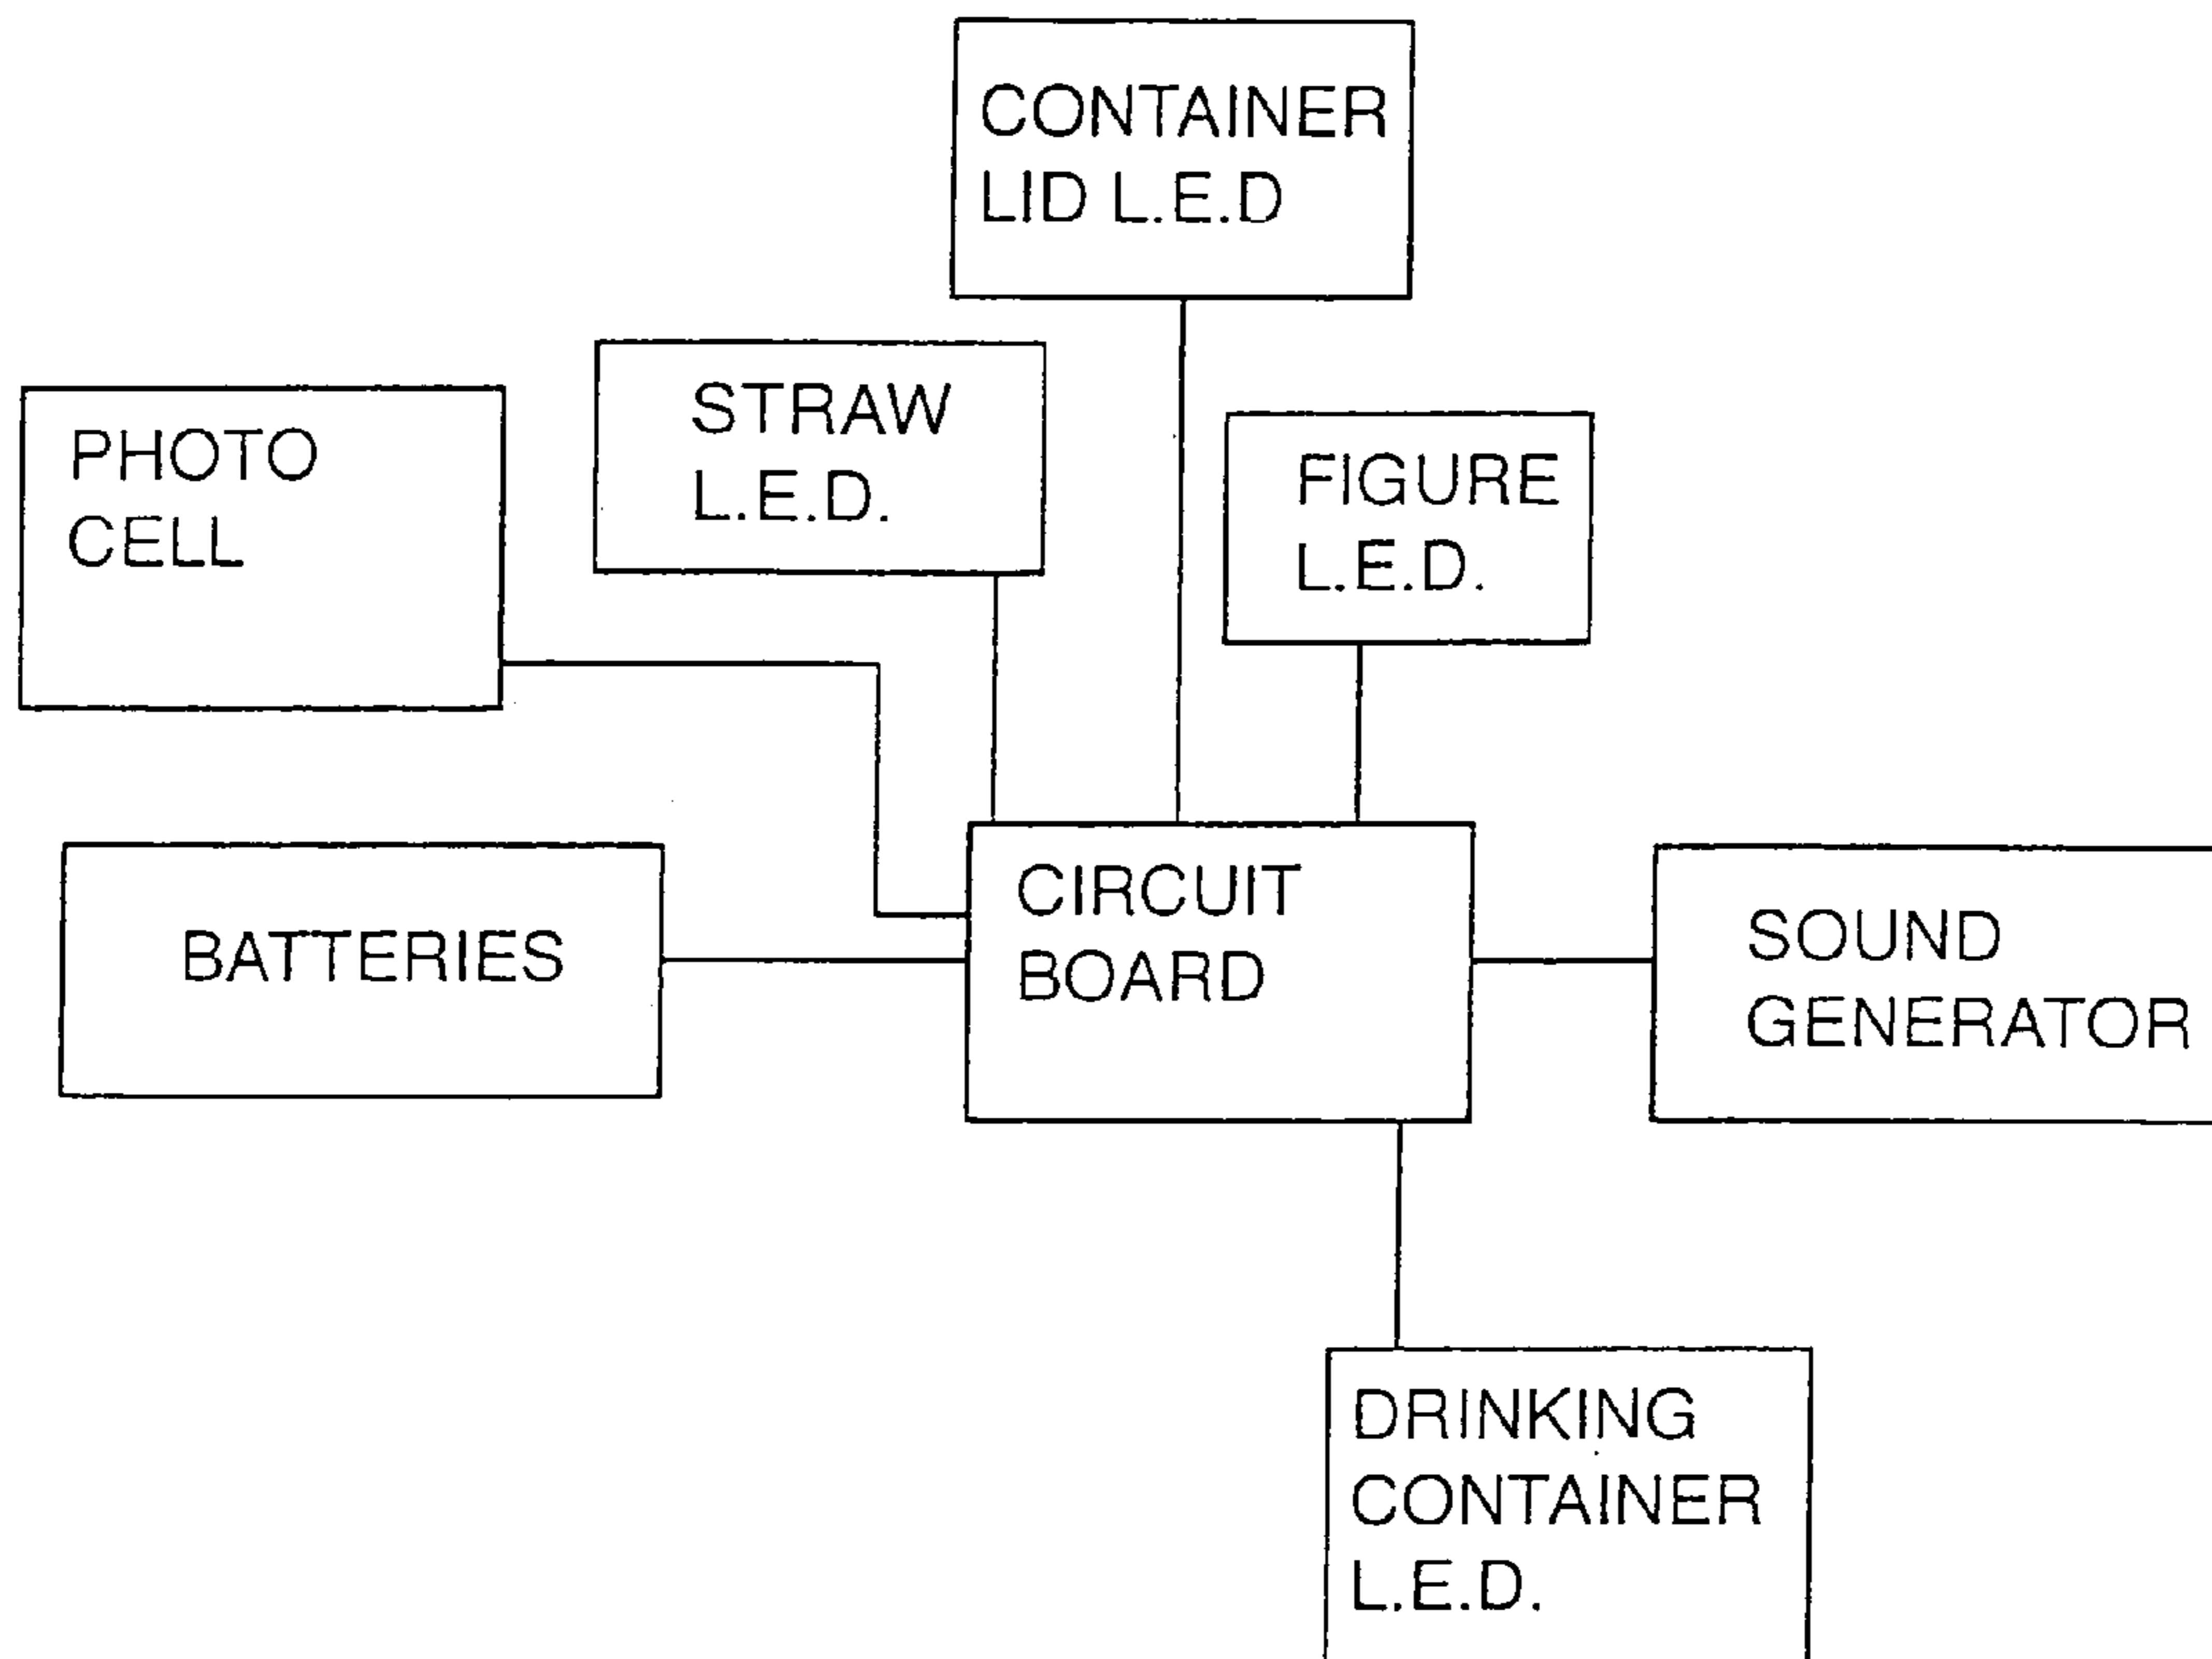 CONTAINER
LID L.E.D
STRAW
L.E.D.
PHOTO
CELL
FIGURE
L.E.D.
CIRCUIT
BOARD
BATTERIES
SOUND
GENERATOR
DRINKING
CONTAINER
L.E.D.